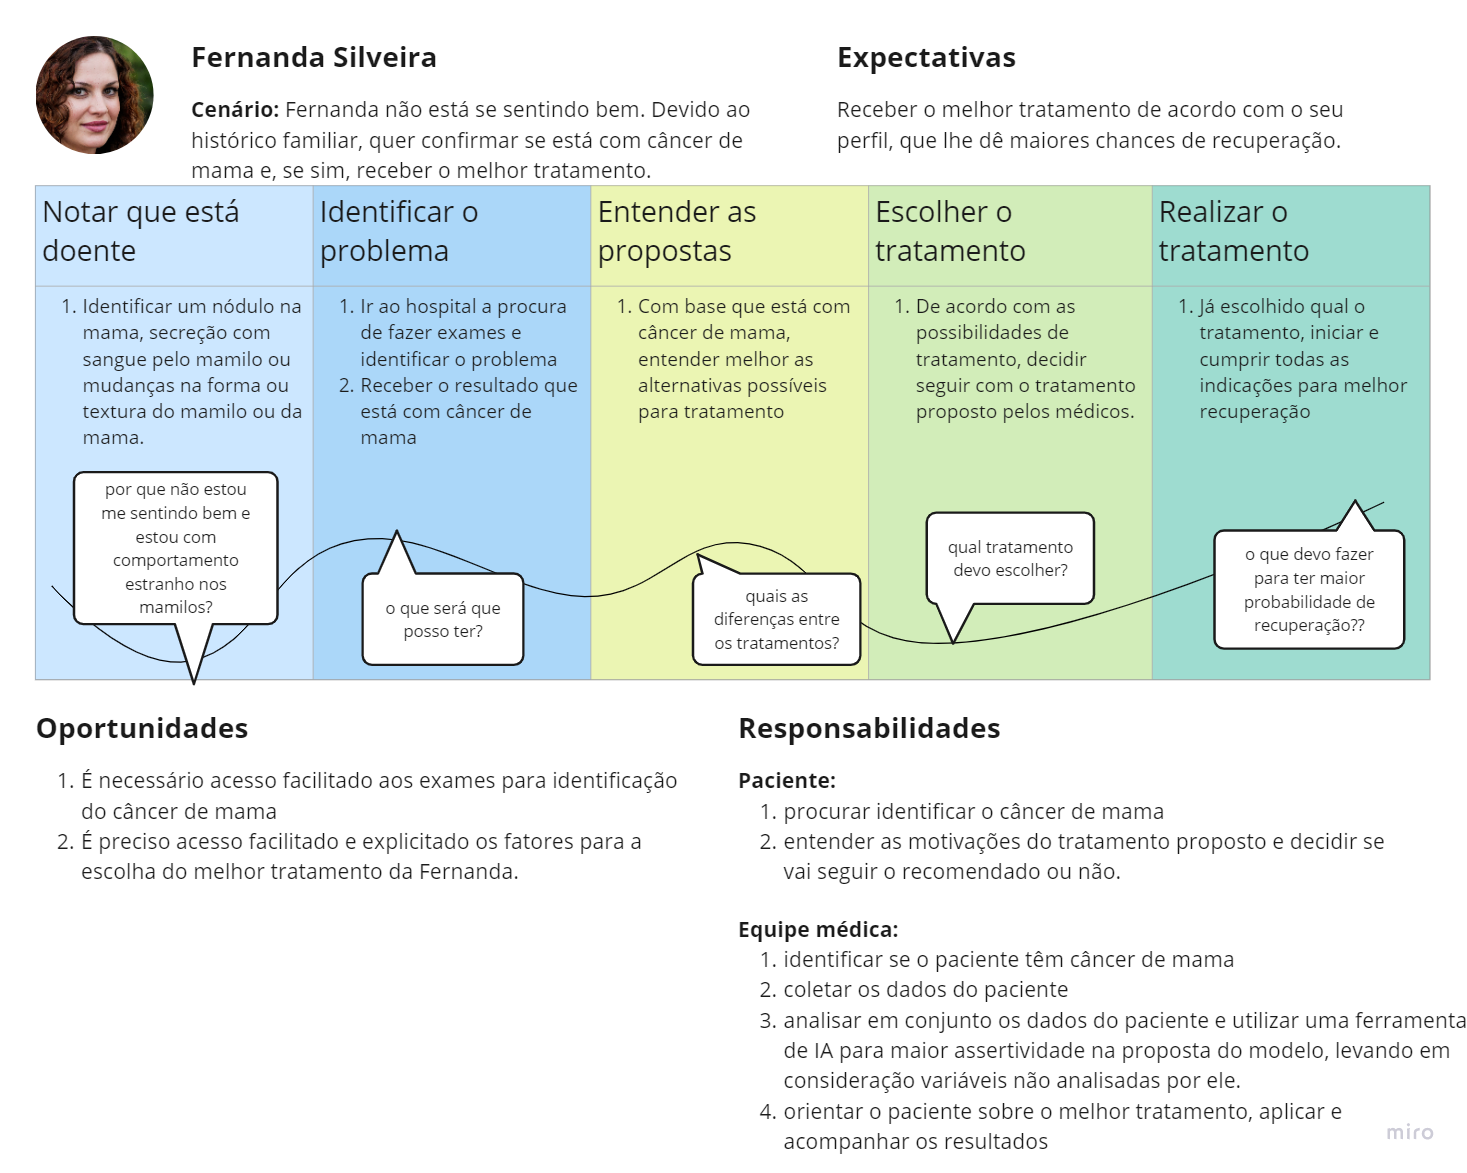 Fernanda Silveira
Cenário: Fernanda não está se sentindo bem. Devido ao
histórico familiar, quer confirmar se está com câncer de
mama e, se sim, receber o melhor tratamento.
Expectativas
Receber o melhor tratamento de acordo com o seu
perfil, que lhe dê maiores chances de recuperação.
Notar que está
doente
Identificar o
problema
Entender as
propostas
Escolher o
tratamento
Realizar o
tratamento
1. Identificar um nódulo na
mama, secreção com
sangue pelo mamilo ou
mudanças na forma ou
textura do mamilo ou da
mama.
1. Ir ao hospital a procura
de fazer exames e
identificar o problema
2. Receber o resultado que
está com câncer de
mama
1. Com base que está com
câncer de mama,
entender melhor as
alternativas possíveis
para tratamento
1. De acordo com as
possibilidades de
tratamento, decidir
seguir com o tratamento
proposto pelos médicos.
1. Já escolhido qual o
tratamento, iniciar e
cumprir todas as
indicações para melhor
recuperação
por que não estou
me sentindo bem e
estou com
comportamento
estranho nos
mamilos?
o que será que
posso ter?
quais as
diferenças entre
os tratamentos?
qual tratamento
devo escolher?
o que devo fazer
para ter maior
probabilidade de
recuperação??
Oportunidades
1. É necessário acesso facilitado aos exames para identificação
do câncer de mama
2. É preciso acesso facilitado e explicitado os fatores para a
escolha do melhor tratamento da Fernanda.
Responsabilidades
Paciente:
1. procurar identificar o câncer de mama
2. entender as motivações do tratamento proposto e decidir se
vai seguir o recomendado ou não.
Equipe médica:
1. identificar se o paciente têm câncer de mama
2. coletar os dados do paciente
3. analisar em conjunto os dados do paciente e utilizar uma ferramenta
de IA para maior assertividade na proposta do modelo, levando em
consideração variáveis não analisadas por ele.
4. orientar o paciente sobre o melhor tratamento, aplicar e
acompanhar os resultados
miro